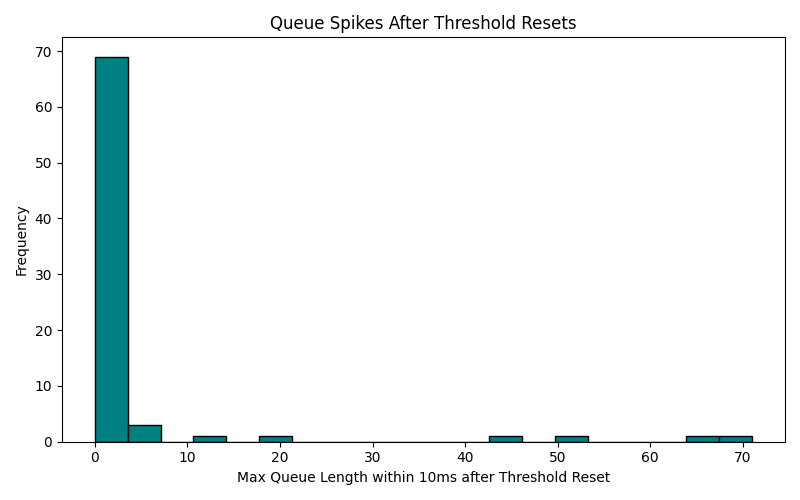 Queue Spikes After Threshold Resets
70
60
50
40
30
20
10
0
Frequency
0 10 20 30 40 50 60 70
Max Queue Length within 10ms after Threshold Reset